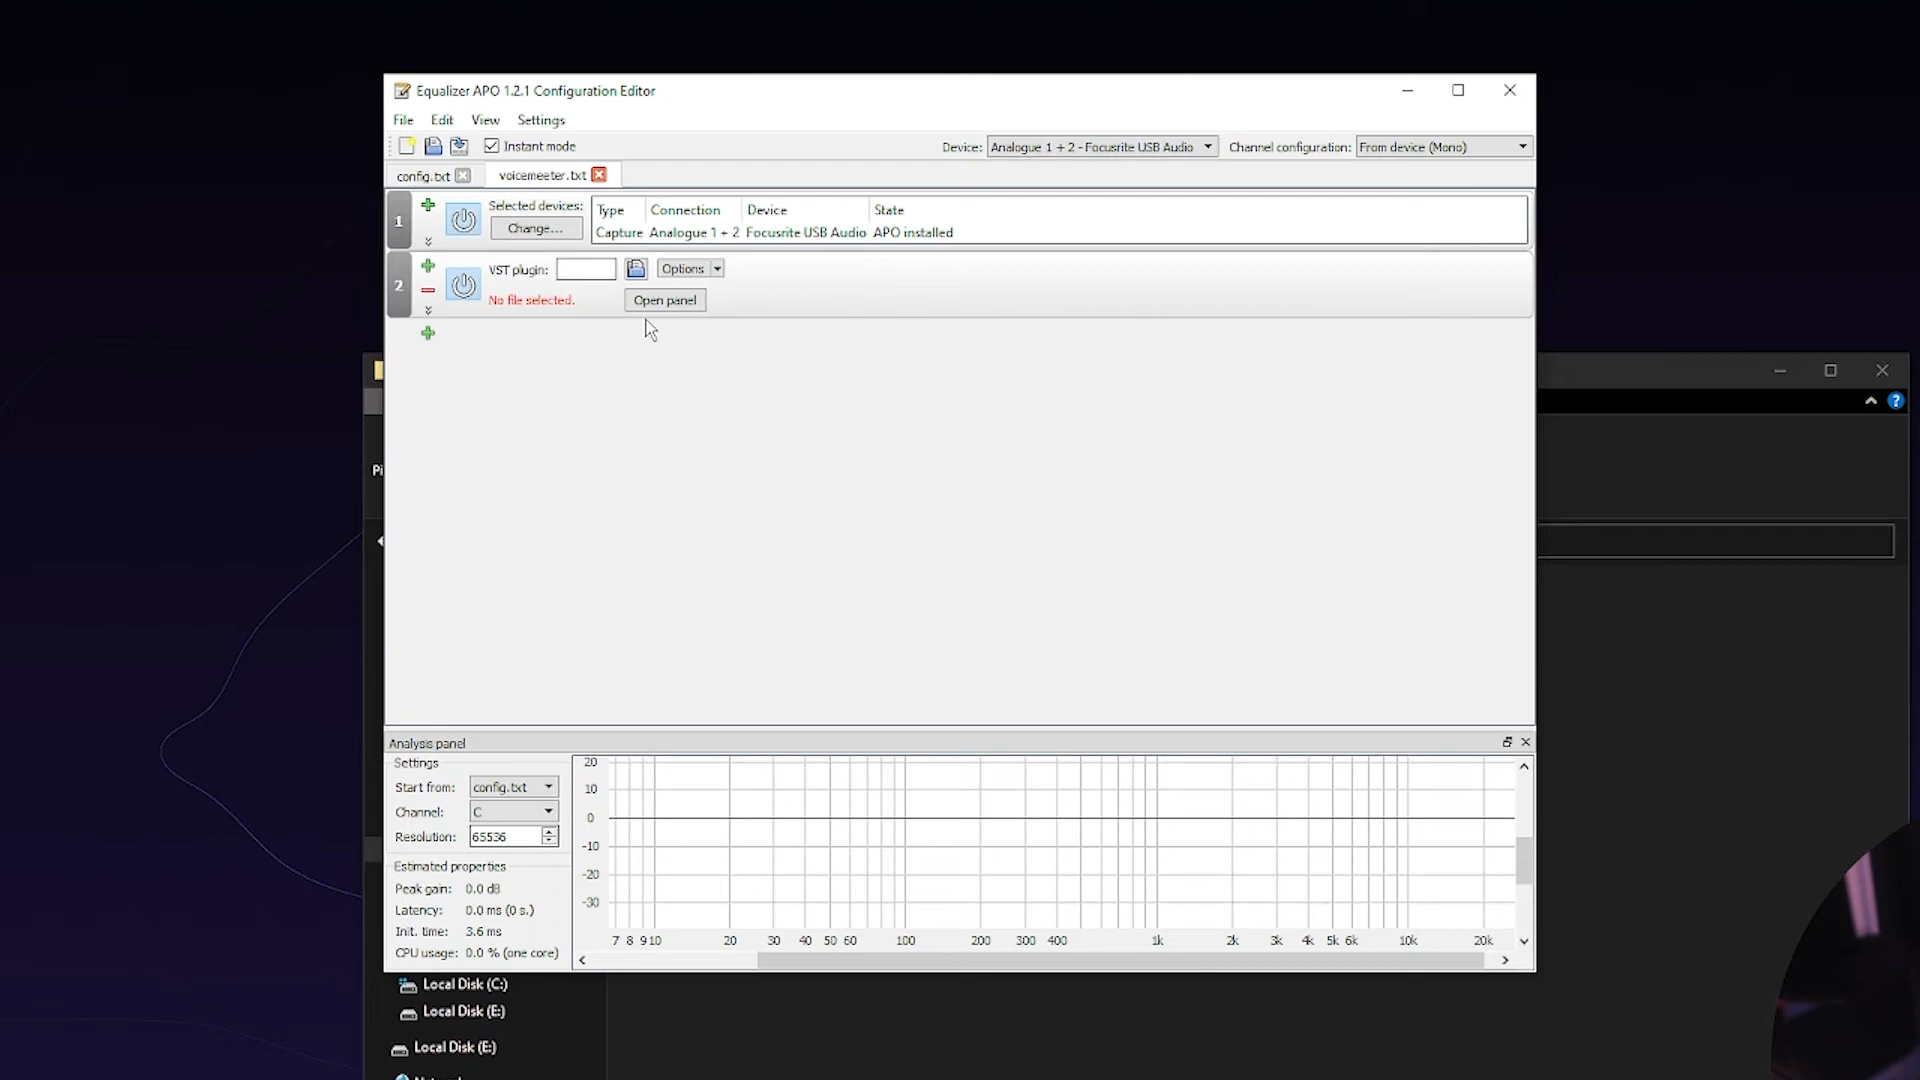 Equalizer APO 1.2.1 Configuration Editor
File Edit View Settings
Instant mode Device: Analogue 1 + 2 - Focusrite USB Audio Channel configuration: From device (Mono)
config.txt voicemeeter.txt
1 Selected devices: Change... Type Connection Device State
Capture Analogue 1 + 2 Focusrite USB Audio APO installed
2 VST plugin: Options
No file selected. Open panel
Pi
Analysis panel
Settings
Start from: config.txt
Channel: C
Resolution: 65536
Estimated properties
Peak gain: 0.0 dB
Latency: 0.0 ms (0 s.)
Init. time: 3.6 ms
CPU usage: 0.0 % (one core)
20
10
0
-10
-20
-30
7 8 9 10 20 30 40 50 60 100 200 300 400 1k 2k 3k 4k 5k 6k 10k 20k
Local Disk (C:)
Local Disk (E:)
Local Disk (E:)